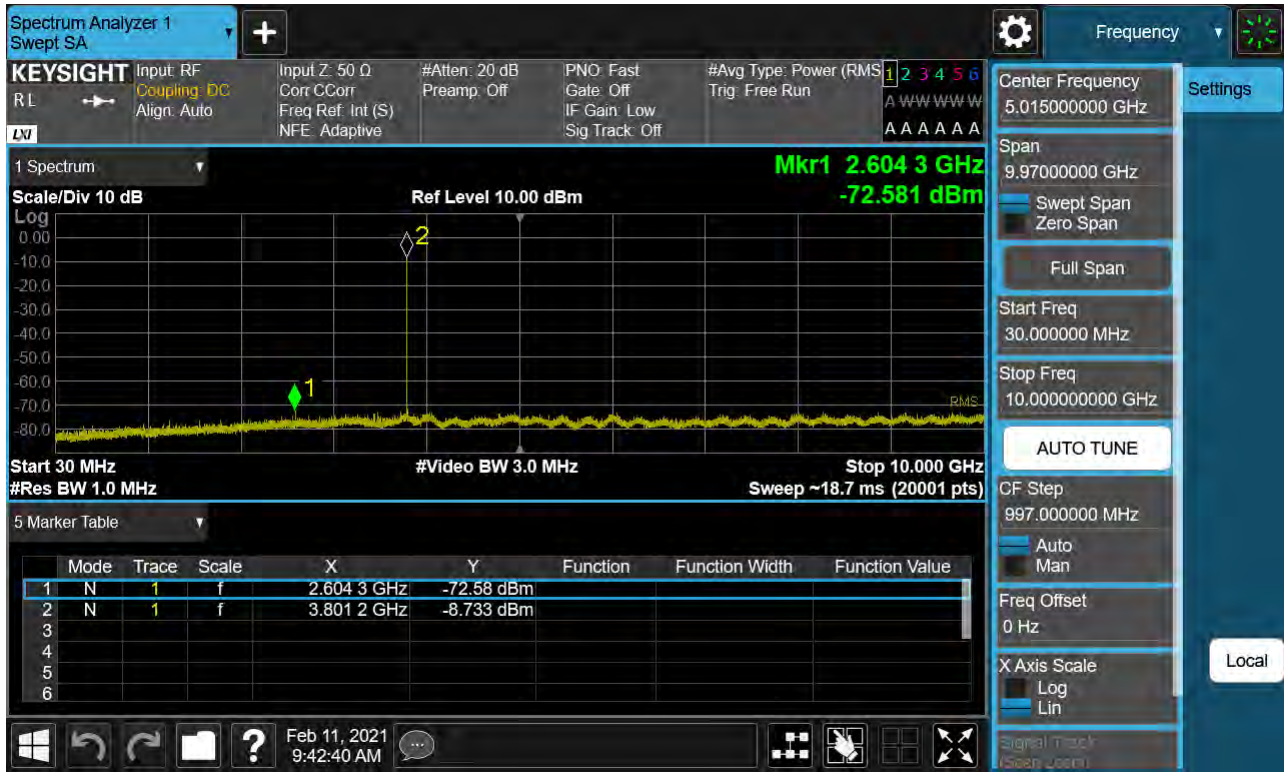 Spectrum Analyzer 1
Swept SA
+
Frequency
KEYSIGHT
RL
LXI
Input: RF
Coupling: DC
Align: Auto
Input Z: 50 Ω
Corr CCorr
Freq Ref: Int (S)
NFE: Adaptive
#Atten: 20 dB
Preamp: Off
PNO: Fast
Gate: Off
IF Gain: Low
Sig Track: Off
#Avg Type: Power (RMS
Trig: Free Run
1 2 3 4 5 6
A W W W W W
A A A A A A
1 Spectrum
Mkr1 2.604 3 GHz
Scale/Div 10 dB
Ref Level 10.00 dBm
-72.581 dBm
Log
0.00
-10.0
-20.0
-30.0
-40.0
-50.0
-60.0
-70.0
-80.0
2
1
RMS
Start 30 MHz
#Video BW 3.0 MHz
Stop 10.000 GHz
#Res BW 1.0 MHz
Sweep ~18.7 ms (20001 pts)
5 Marker Table
Mode Trace Scale X Y Function Function Width Function Value
1 N 1 f 2.604 3 GHz -72.58 dBm
2 N 1 f 3.801 2 GHz -8.733 dBm
3
4
5
6
Center Frequency
5.015000000 GHz
Settings
Span
9.97000000 GHz
Swept Span
Zero Span
Full Span
Start Freq
30.000000 MHz
Stop Freq
10.000000000 GHz
AUTO TUNE
CF Step
997.000000 MHz
Auto
Man
Freq Offset
0 Hz
X Axis Scale
Log
Lin
Local
Signal Track
(Span Zoom)
?
Feb 11, 2021
9:42:40 AM